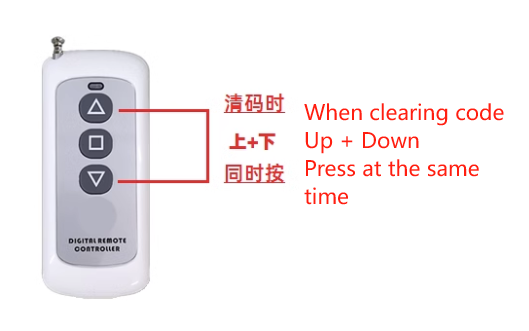 清码时
上+下
同时按
When clearing code
Up + Down
Press at the same
time
DIGITAL REMOTE
CONTROLLER